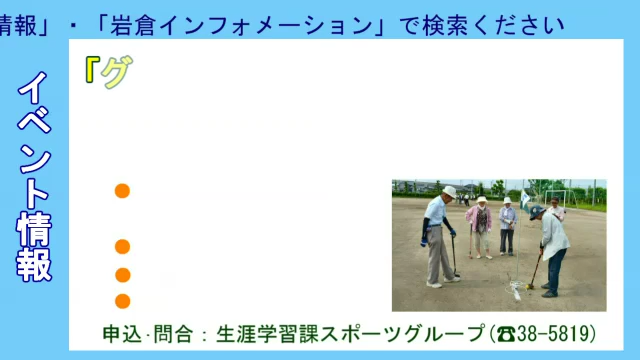 情報」・「岩倉インフォメーション」で検索ください
イベント情報
「グ
申込・問合：生涯学習課スポーツグループ(☎38-5819)